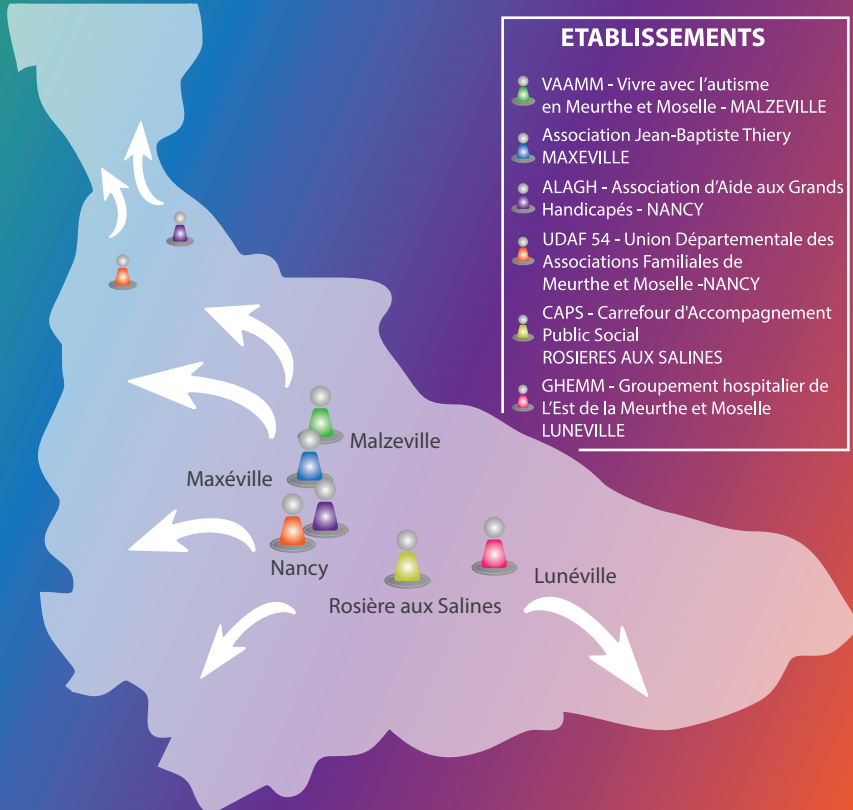 ETABLISSEMENTS
VAAMM - Vivre avec l'autisme
en Meurthe et Moselle - MALZEVILLE
Association Jean-Baptiste Thiery
MAXEVILLE
ALAGH - Association d'Aide aux Grands
Handicapés - NANCY
UDAF 54 - Union Départementale des
Associations Familiales de
Meurthe et Moselle -NANCY
CAPS - Carrefour d'Accompagnement
Public Social
ROSIERES AUX SALINES
GHEMM - Groupement hospitalier de
L'Est de la Meurthe et Moselle
LUNEVILLE
Malzeville
Maxéville
Nancy
Lunéville
Rosière aux Salines